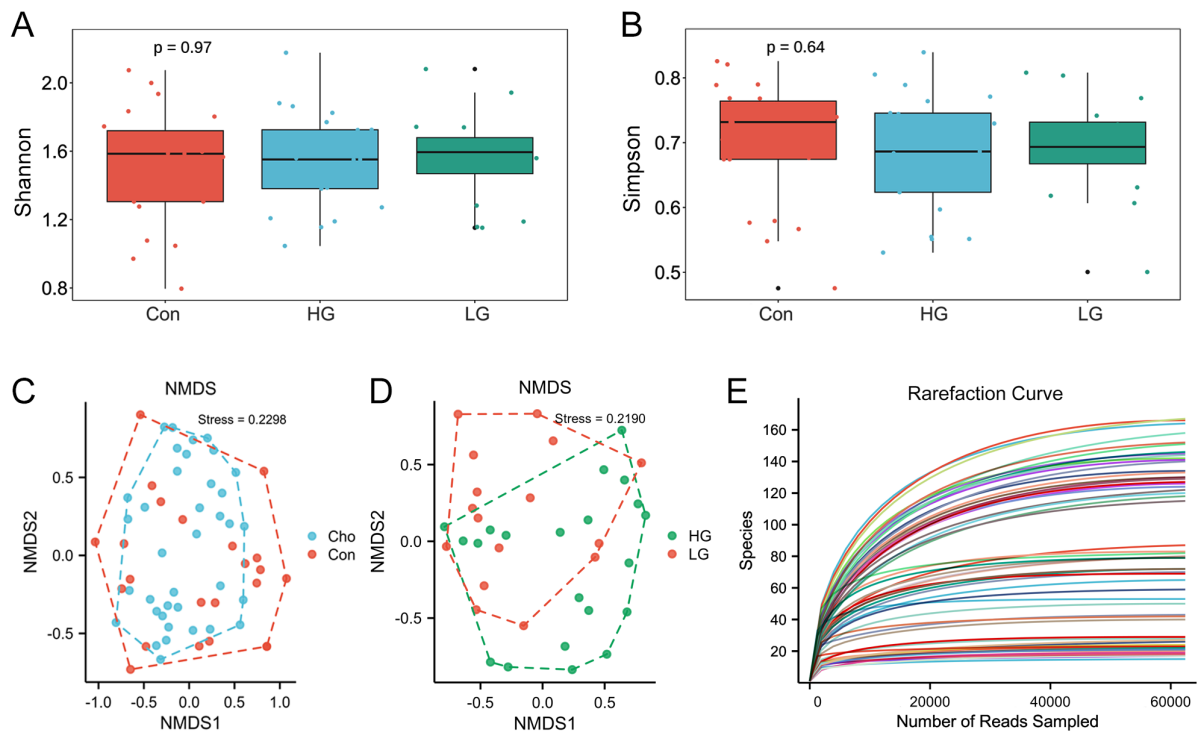 A
p = 0.97
Shannon
2.0
1.6
1.2
0.8
Con
HG
LG
B
p = 0.64
Simpson
0.8
0.7
0.6
0.5
Con
HG
LG
C
NMDS
Stress = 0.2298
NMDS2
0.5
0.0
-0.5
-1.0
-0.5
0.0
0.5
1.0
NMDS1
Cho
Con
D
NMDS
Stress = 0.2190
NMDS2
0.5
0.0
-0.5
-0.5
0.0
0.5
NMDS1
HG
LG
E
Rarefaction Curve
Species
160
140
120
100
80
60
40
20
0
20000
40000
60000
Number of Reads Sampled